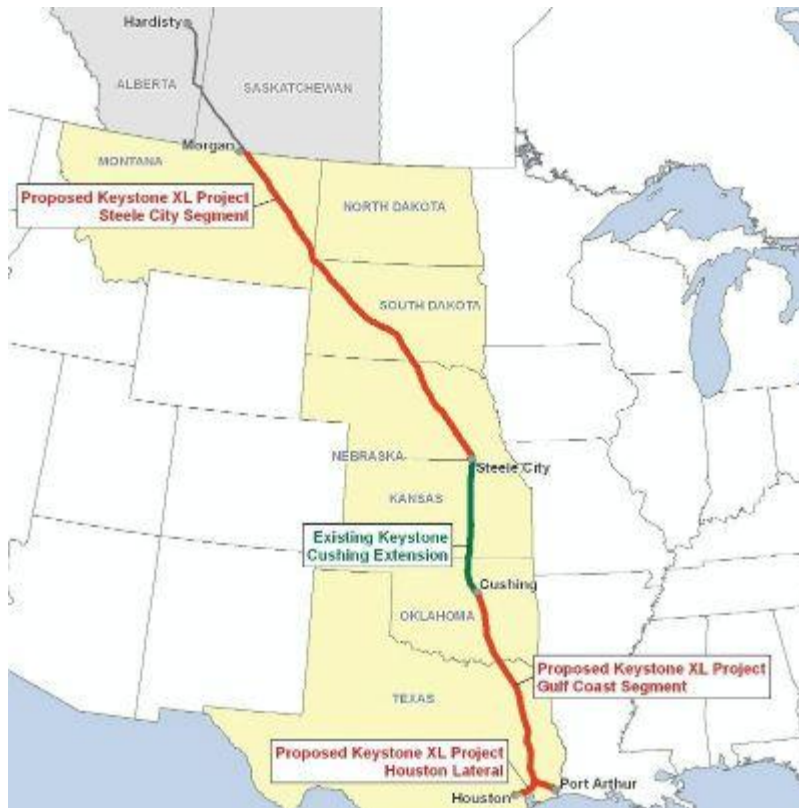 Hardisty
ALBERTA
SASKATCHEWAN
Morgan
MONTANA
Proposed Keystone XL Project
Steele City Segment
NORTH DAKOTA
SOUTH DAKOTA
NEBRASKA
Steele City
KANSAS
Existing Keystone
Cushing Extension
Cushing
OKLAHOMA
Proposed Keystone XL Project
Gulf Coast Segment
TEXAS
Proposed Keystone XL Project
Houston Lateral
Port Arthur
Houston